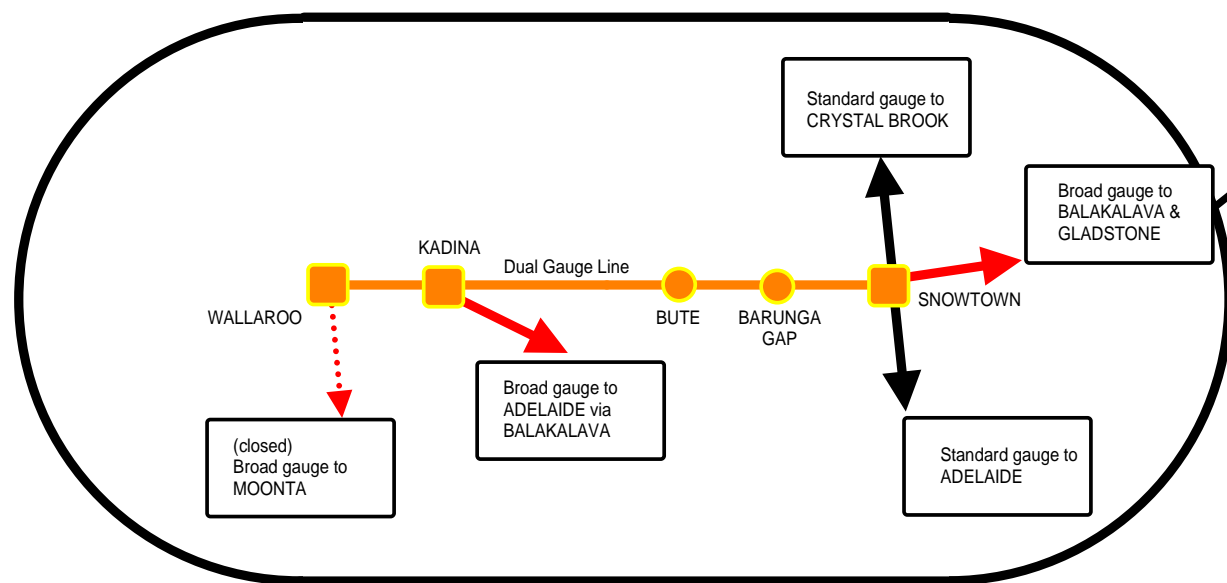 Standard gauge to
CRYSTAL BROOK
Broad gauge to
BALAKALAVA &
GLADSTONE
KADINA
Dual Gauge Line
WALLAROO
BUTE
BARUNGA
GAP
SNOWTOWN
Broad gauge to
ADELAIDE via
BALAKALAVA
(closed)
Broad gauge to
MOONTA
Standard gauge to
ADELAIDE